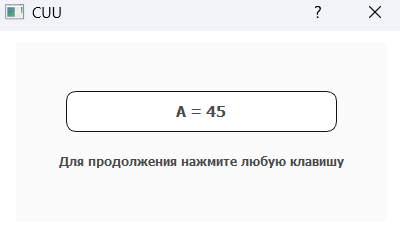 CUU
?
A = 45
Для продолжения нажмите любую клавишу